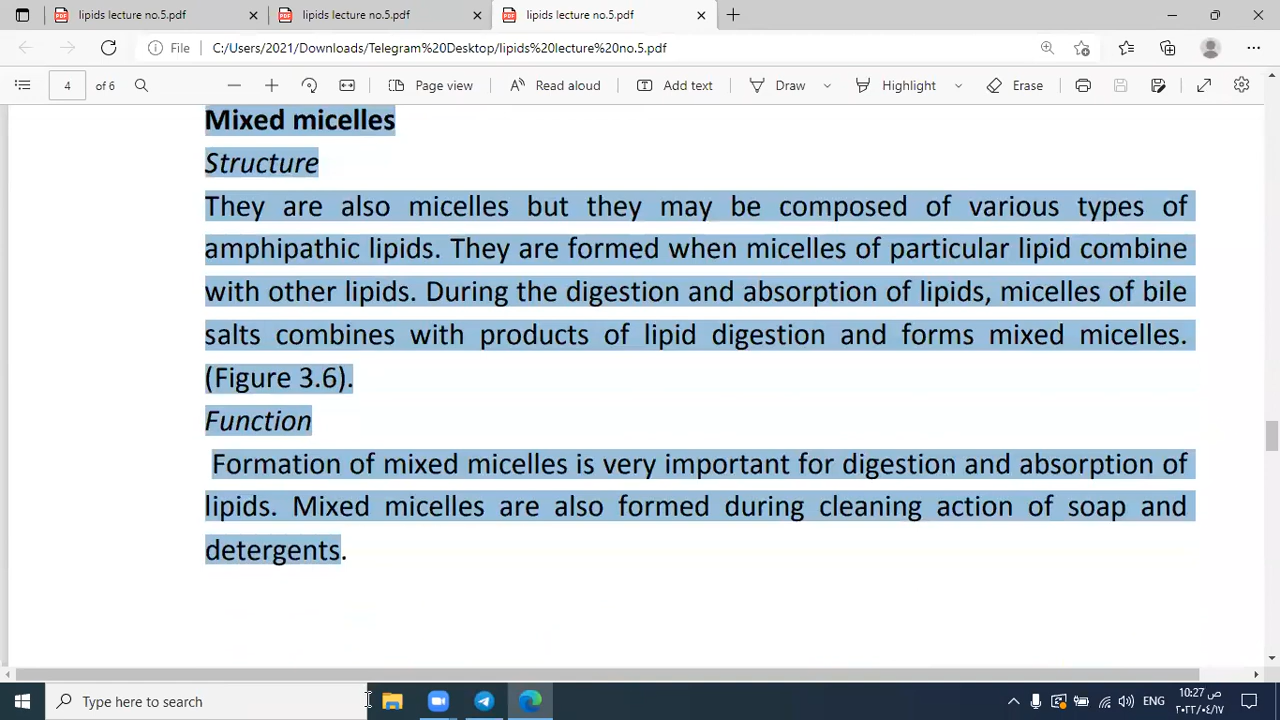 lipids lecture no.5.pdf
lipids lecture no.5.pdf
lipids lecture no.5.pdf
File C:/Users/2021/Downloads/Telegram%20Desktop/lipids%20lecture%20no.5.pdf
4 of 6 Page view Read aloud Add text Draw Highlight Erase
Mixed micelles
Structure
They are also micelles but they may be composed of various types of
amphipathic lipids. They are formed when micelles of particular lipid combine
with other lipids. During the digestion and absorption of lipids, micelles of bile
salts combines with products of lipid digestion and forms mixed micelles.
(Figure 3.6).
Function
Formation of mixed micelles is very important for digestion and absorption of
lipids. Mixed micelles are also formed during cleaning action of soap and
detergents.
Type here to search
ENG
10:27 ص
٢٠٢٢/٠٤/١٧